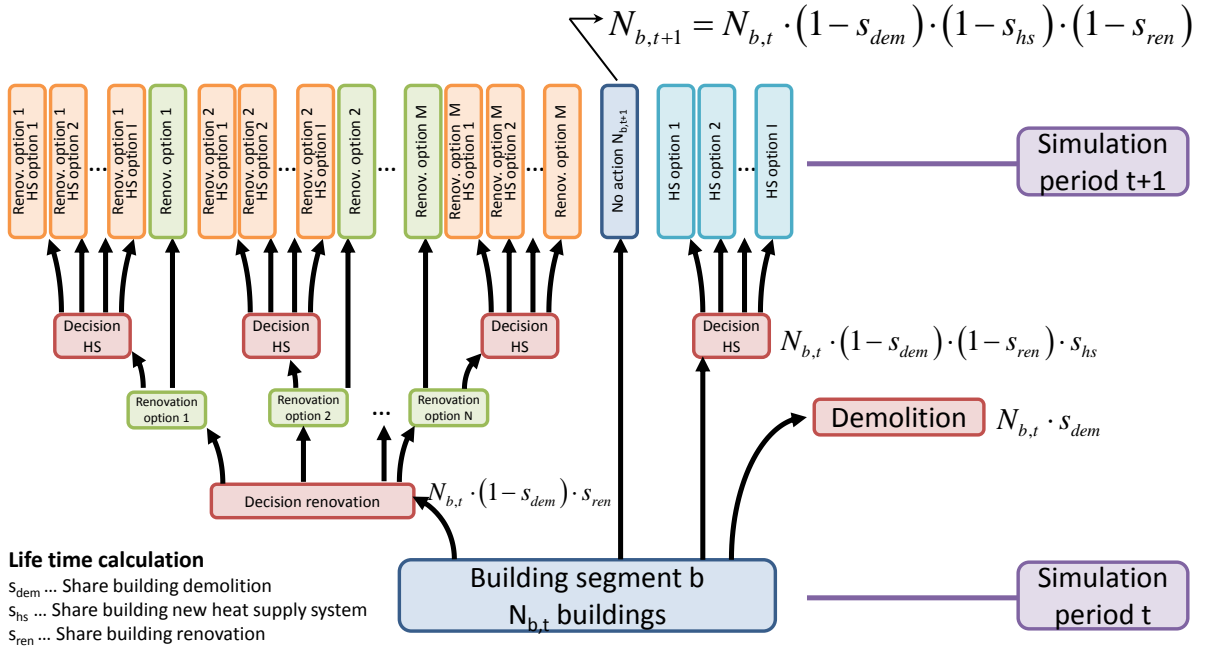 N_{b,t+1} = N_{b,t} · (1 − s_{dem}) · (1 − s_{hs}) · (1 − s_{ren})
Renov. option 1
HS option 1
Renov. option 1
HS option 2
...
Renov. option 1
HS option I
Renov. option 1
Renov. option 2
HS option 1
Renov. option 2
HS option 2
...
Renov. option 2
HS option I
Renov. option 2
...
Renov. option M
Renov. option M
HS option 1
Renov. option M
HS option 2
...
Renov. option M
No action N_{b,t+1}
HS option 1
HS option 2
...
HS option I
Simulation
period t+1
Decision
HS
Decision
HS
Decision
HS
Decision
HS
N_{b,t} · (1 − s_{dem}) · (1 − s_{ren}) · s_{hs}
Renovation
option 1
Renovation
option 2
...
Renovation
option N
Demolition
N_{b,t} · s_{dem}
Decision renovation
N_{b,t} · (1 − s_{dem}) · s_{ren}
Building segment b
N_{b,t} buildings
Simulation
period t
Life time calculation
s_{dem} ... Share building demolition
s_{hs} ... Share building new heat supply system
s_{ren} ... Share building renovation